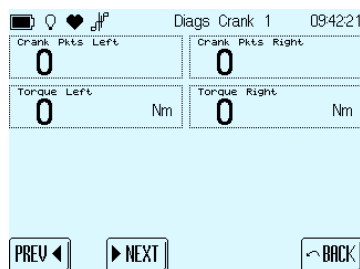 Diags Crank 1 09:42:21
Crank Pkts Left Crank Pkts Right
0 0
Torque Left Torque Right
0 Nm 0 Nm
PREV NEXT BACK